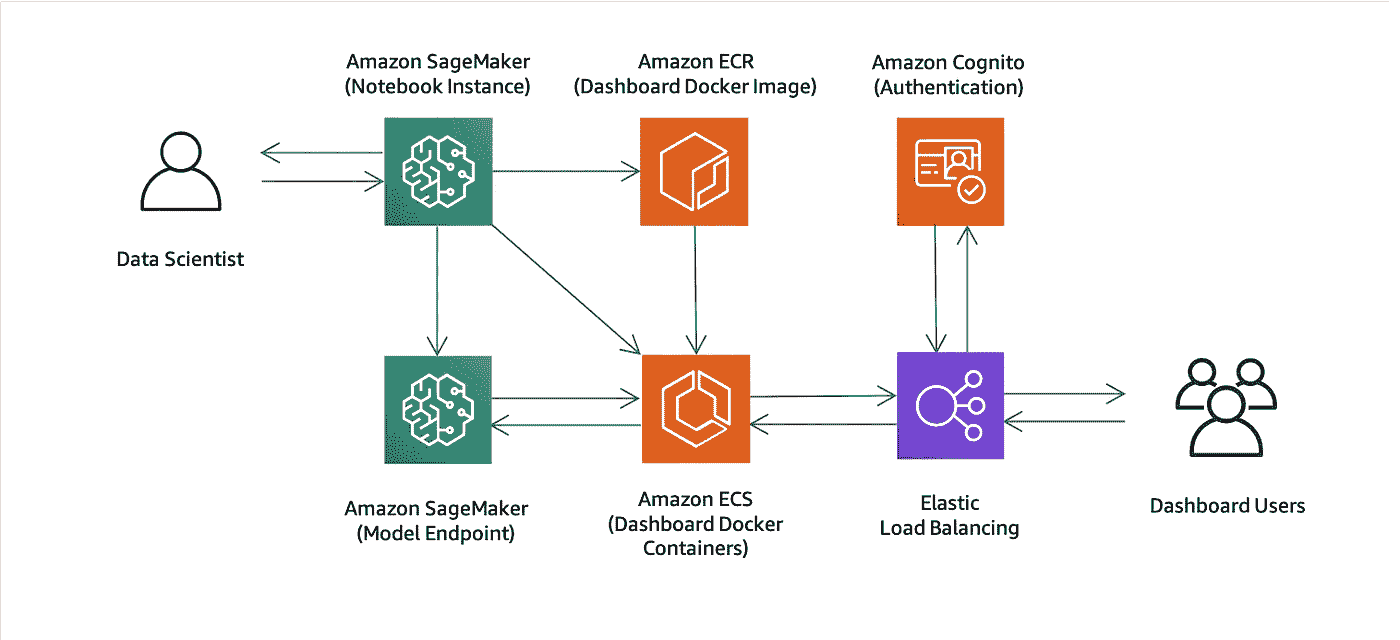 Amazon SageMaker
(Notebook Instance)
Amazon ECR
(Dashboard Docker Image)
Amazon Cognito
(Authentication)
Data Scientist
Amazon SageMaker
(Model Endpoint)
Amazon ECS
(Dashboard Docker
Containers)
Elastic
Load Balancing
Dashboard Users